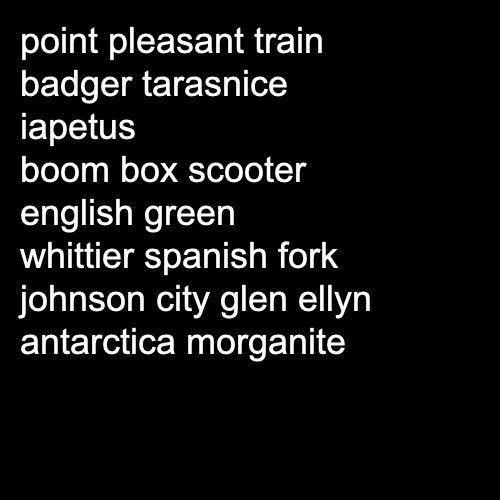 point pleasant train
badger tarasnice
iapetus
boom box scooter
english green
whittier spanish fork
johnson city glen ellyn
antarctica morganite